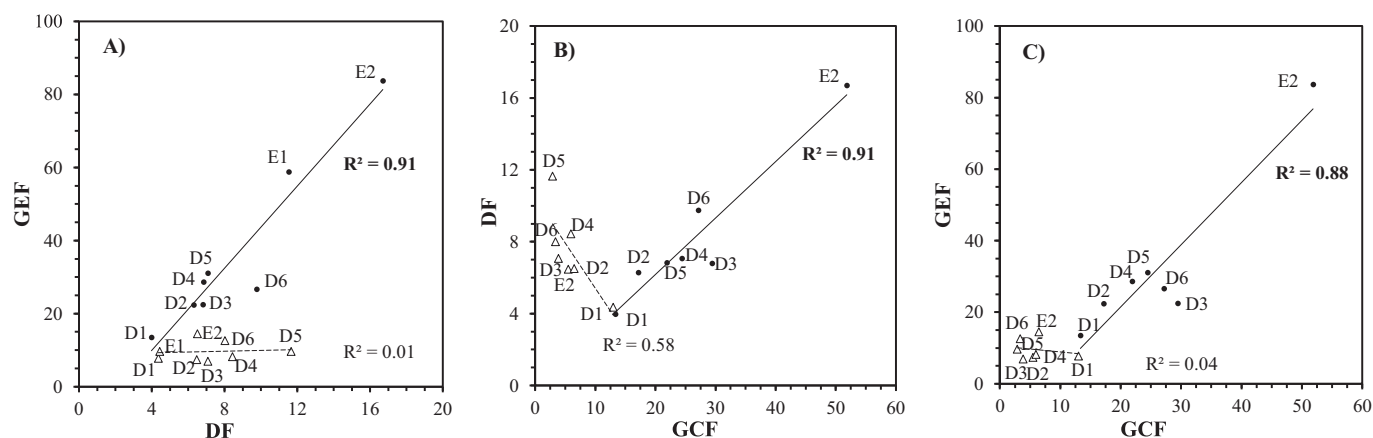 A)
GEF
100
80
60
40
20
0
E2
E1
R² = 0.91
D5
D4
D6
D2
D3
D1
E1
E2
D6
D5
R² = 0.01
D1
D2
D3
D4
0 4 8 12 16 20
DF
B)
DF
20
16
12
8
4
0
E2
R² = 0.91
D5
D6
D6
D4
D2
D4
D3
D3
E2
D2
D5
D1
D1
R² = 0.58
0 10 20 30 40 50 60
GCF
C)
GEF
100
80
60
40
20
0
E2
R² = 0.88
D5
D4
D6
D2
D3
D1
D6
E2
D5
D4
D3
D2
D1
R² = 0.04
0 10 20 30 40 50 60
GCF